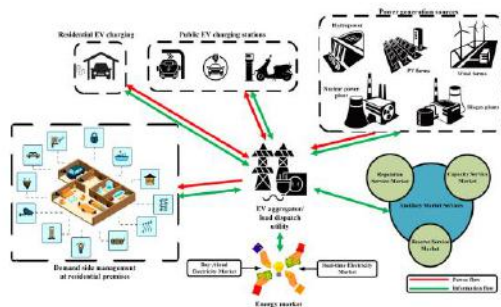 Residential EV charging
Public EV charging stations
Power generation sources
Hydropower
PV farms
Wind farms
Nuclear power
plant
Biogas plants
Demand side management
at residential premises
EV aggregator/
load dispatch
utility
Regulation
Service Market
Capacity Service
Market
Ancillary Market Services
Reserve Service
Market
Day-Ahead
Electricity Market
Real-time Electricity
Market
Energy market
Power flow
Information flow